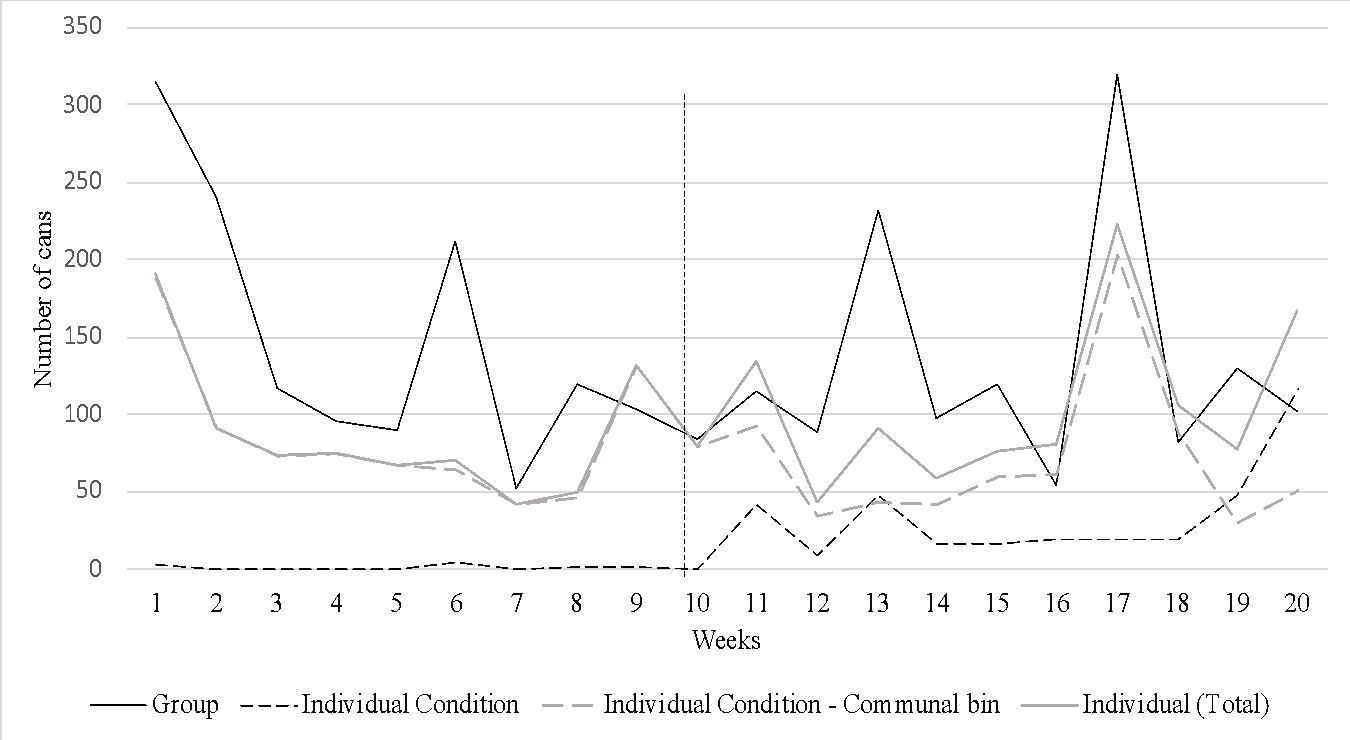 350
300
250
200
150
100
50
0
Number of cans
1 2 3 4 5 6 7 8 9 10 11 12 13 14 15 16 17 18 19 20
Weeks
Group Individual Condition Individual Condition - Communal bin Individual (Total)